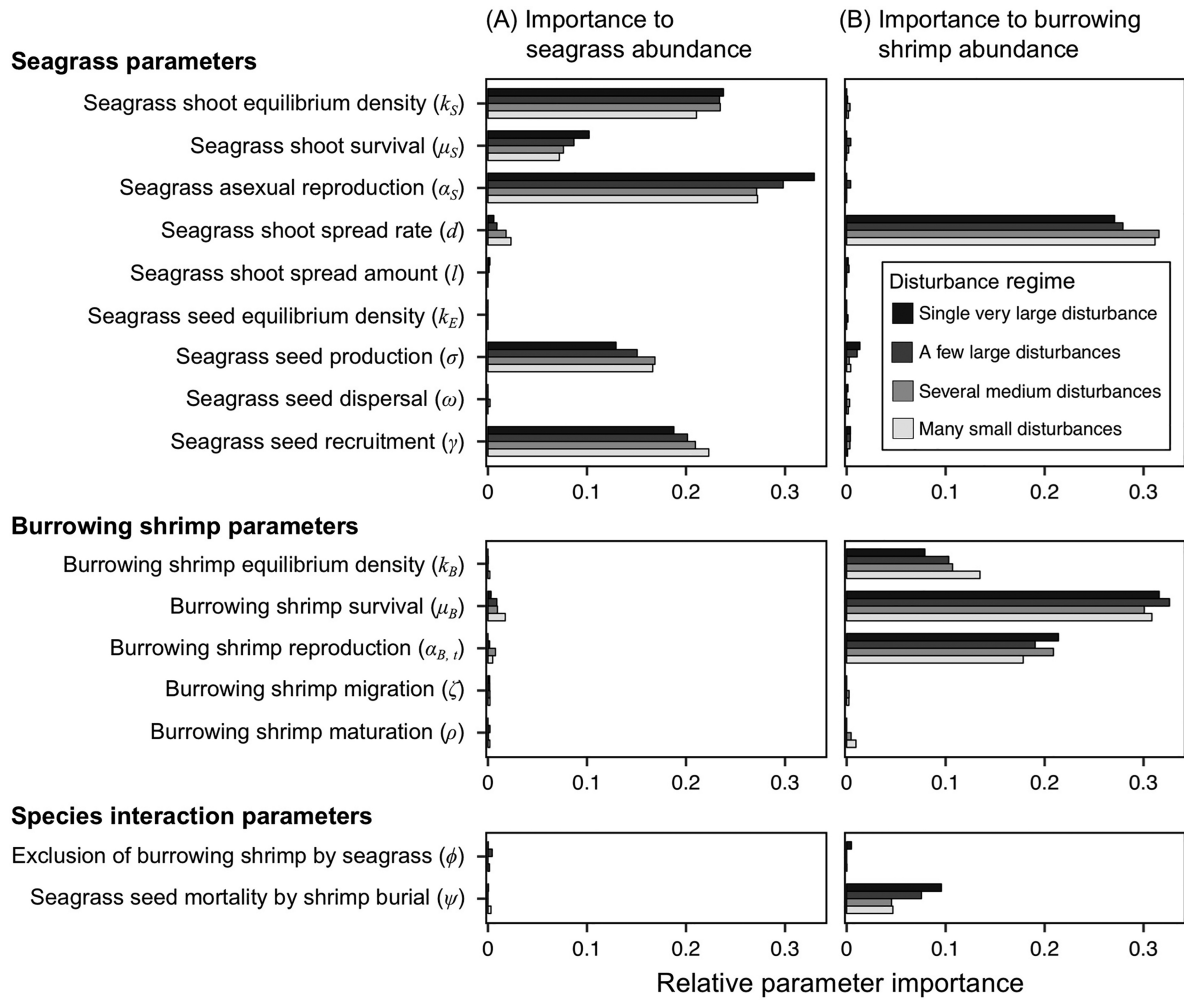 (A) Importance to
seagrass abundance
(B) Importance to burrowing
shrimp abundance
Seagrass parameters
Seagrass shoot equilibrium density (kS)
Seagrass shoot survival (μS)
Seagrass asexual reproduction (αS)
Seagrass shoot spread rate (d)
Seagrass shoot spread amount (l)
Seagrass seed equilibrium density (kE)
Seagrass seed production (σ)
Seagrass seed dispersal (ω)
Seagrass seed recruitment (γ)
Disturbance regime
Single very large disturbance
A few large disturbances
Several medium disturbances
Many small disturbances
0 0.1 0.2 0.3
0 0.1 0.2 0.3
Burrowing shrimp parameters
Burrowing shrimp equilibrium density (kB)
Burrowing shrimp survival (μB)
Burrowing shrimp reproduction (αB, t)
Burrowing shrimp migration (ζ)
Burrowing shrimp maturation (ρ)
0 0.1 0.2 0.3
0 0.1 0.2 0.3
Species interaction parameters
Exclusion of burrowing shrimp by seagrass (ϕ)
Seagrass seed mortality by shrimp burial (ψ)
0 0.1 0.2 0.3
0 0.1 0.2 0.3
Relative parameter importance